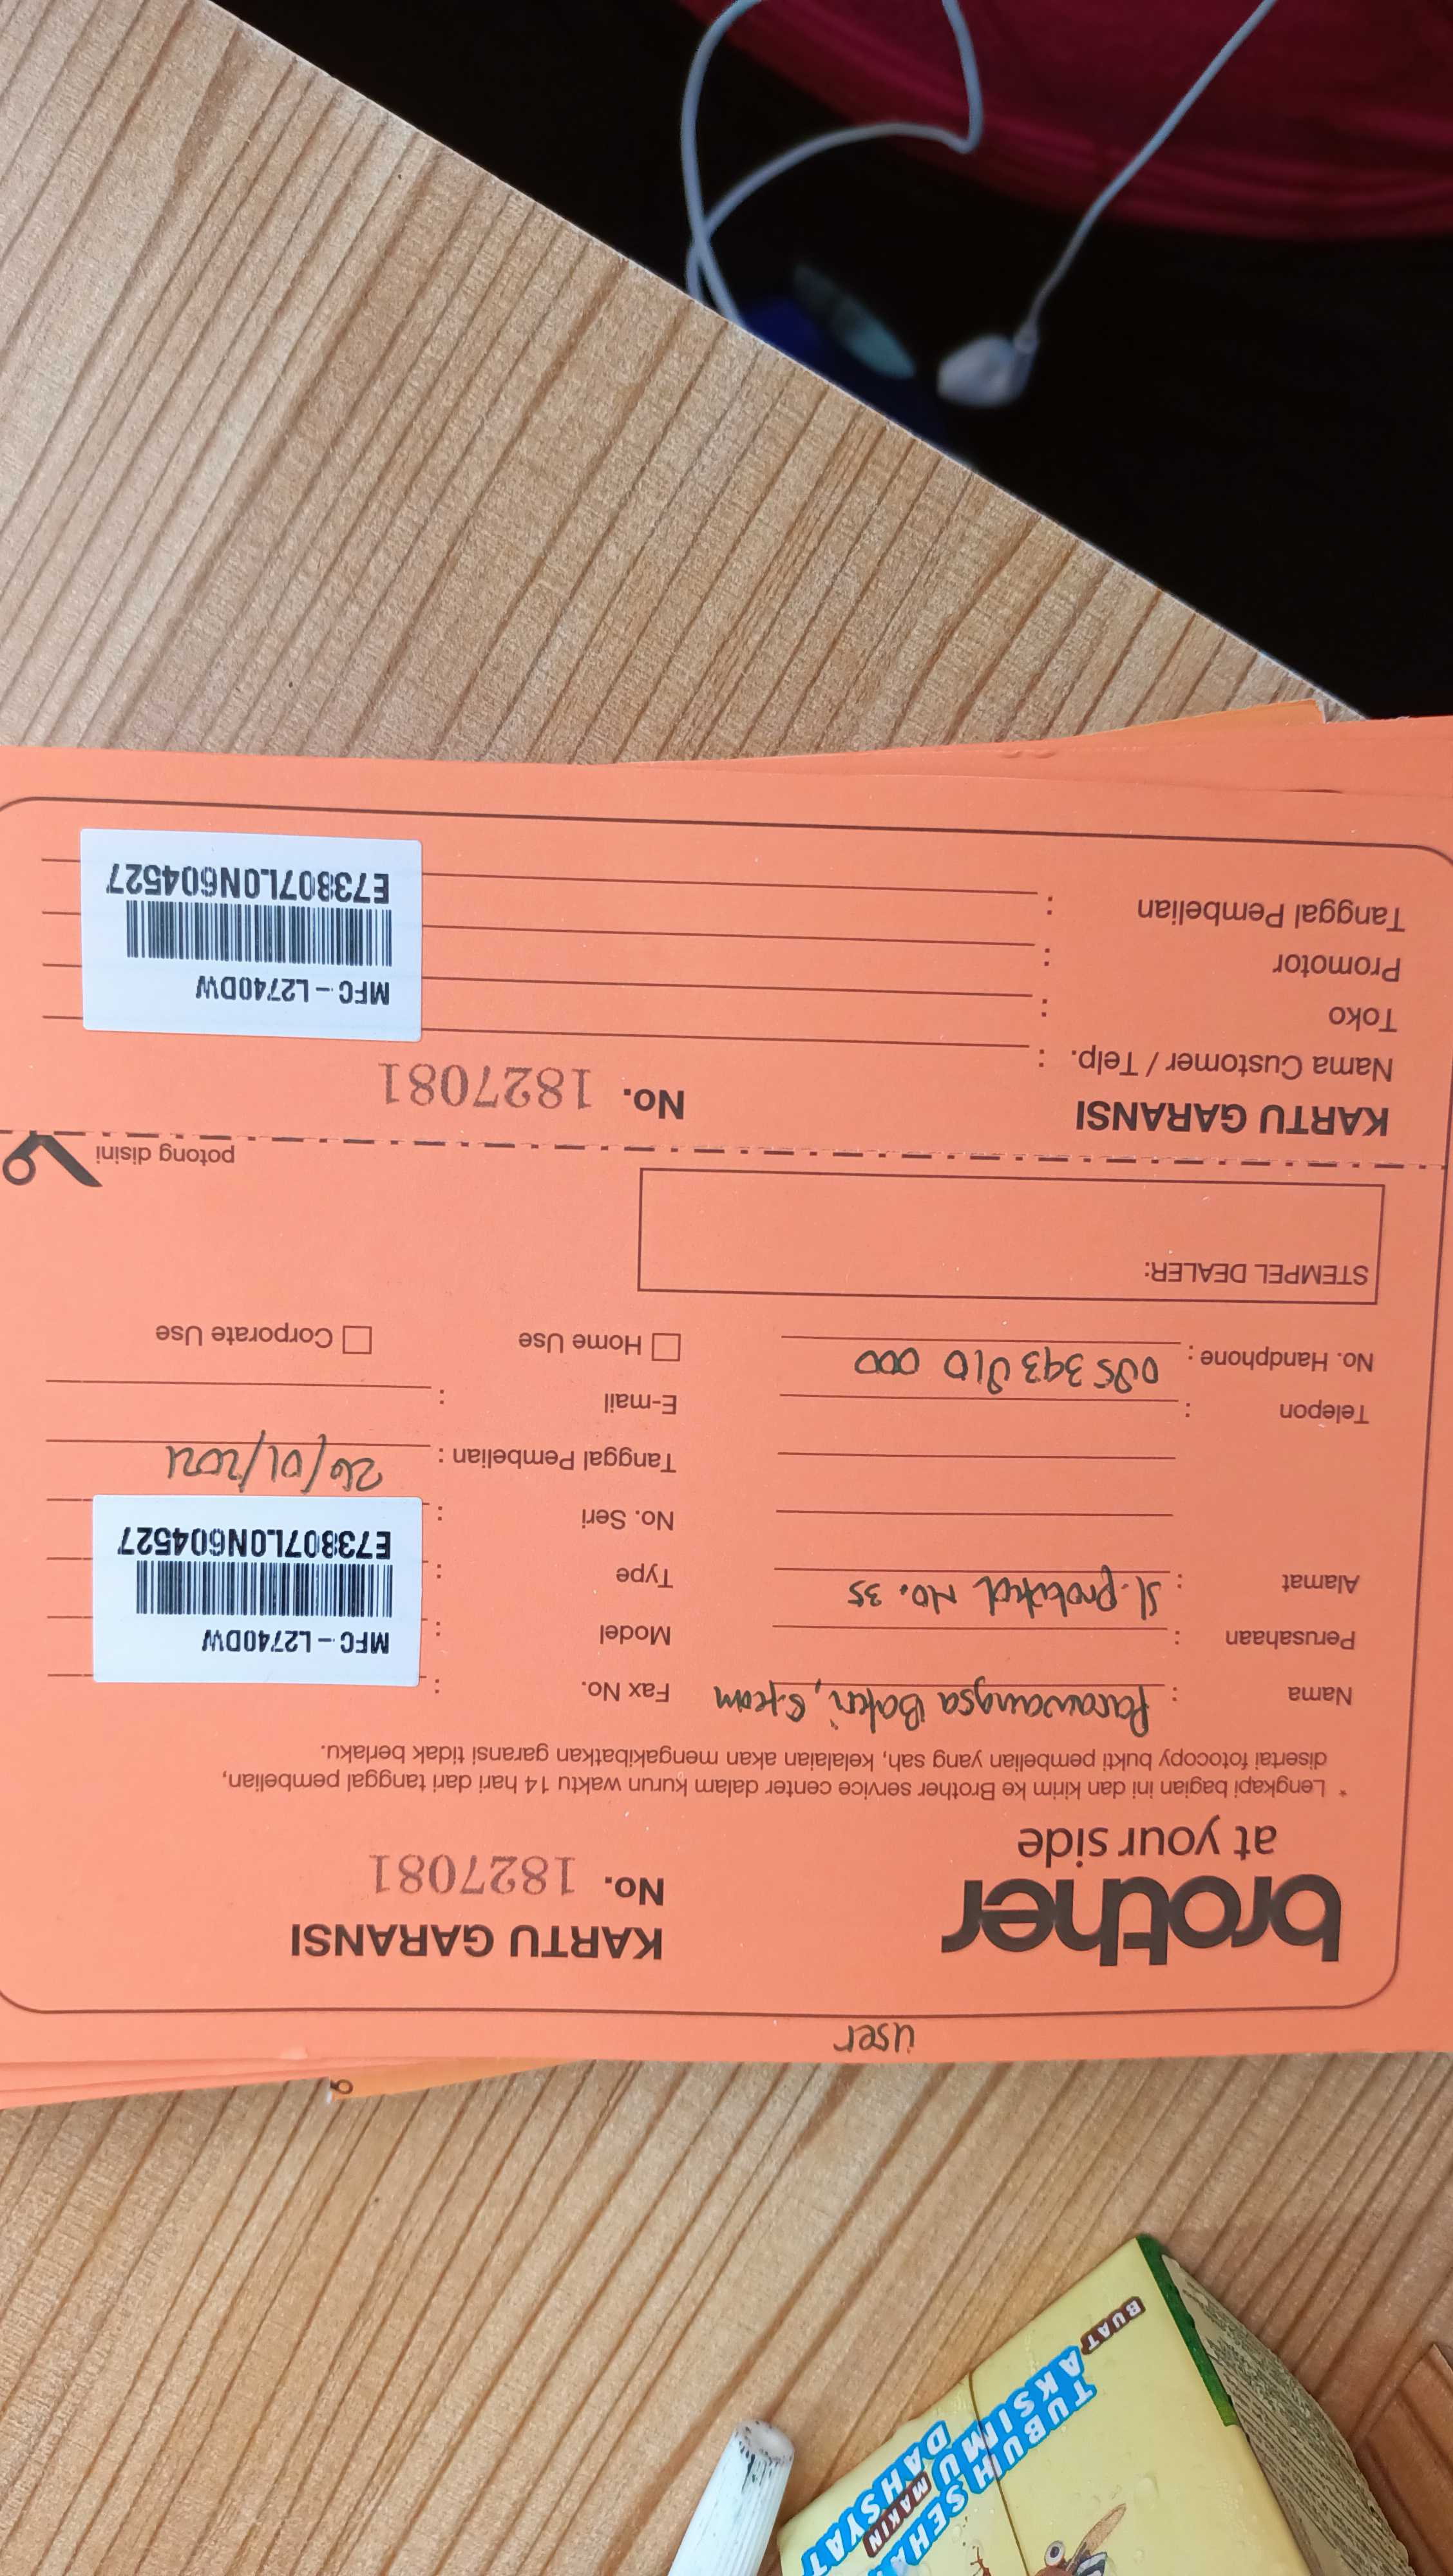 user
brother
at your side
KARTU GARANSI
No. 1827081
* Lengkapi bagian ini dan kirim ke Brother service center dalam kurun waktu 14 hari dari tanggal pembelian,
disertai fotocopy bukti pembelian yang sah, kelalaian akan mengakibatkan garansi tidak berlaku.
Nama : Parawangsa Bakri, S.Kom
Perusahaan :
Alamat : Jl. Protokol No. 35
Telepon :
No. Handphone : 085 343 010 000
Fax No. :
Model :
Type :
No. Seri :
MFC - L2740DW
E73807L0N604527
Tanggal Pembelian : 26/01/2021
E-mail :
Home Use
Corporate Use
STEMPEL DEALER:
potong disini
KARTU GARANSI
No. 1827081
Nama Customer / Telp. :
Toko :
Promotor :
Tanggal Pembelian :
MFC - L2740DW
E73807L0N604527
BUAT
TUBUH
AKSIMU
MAKIN
DAHSYAT